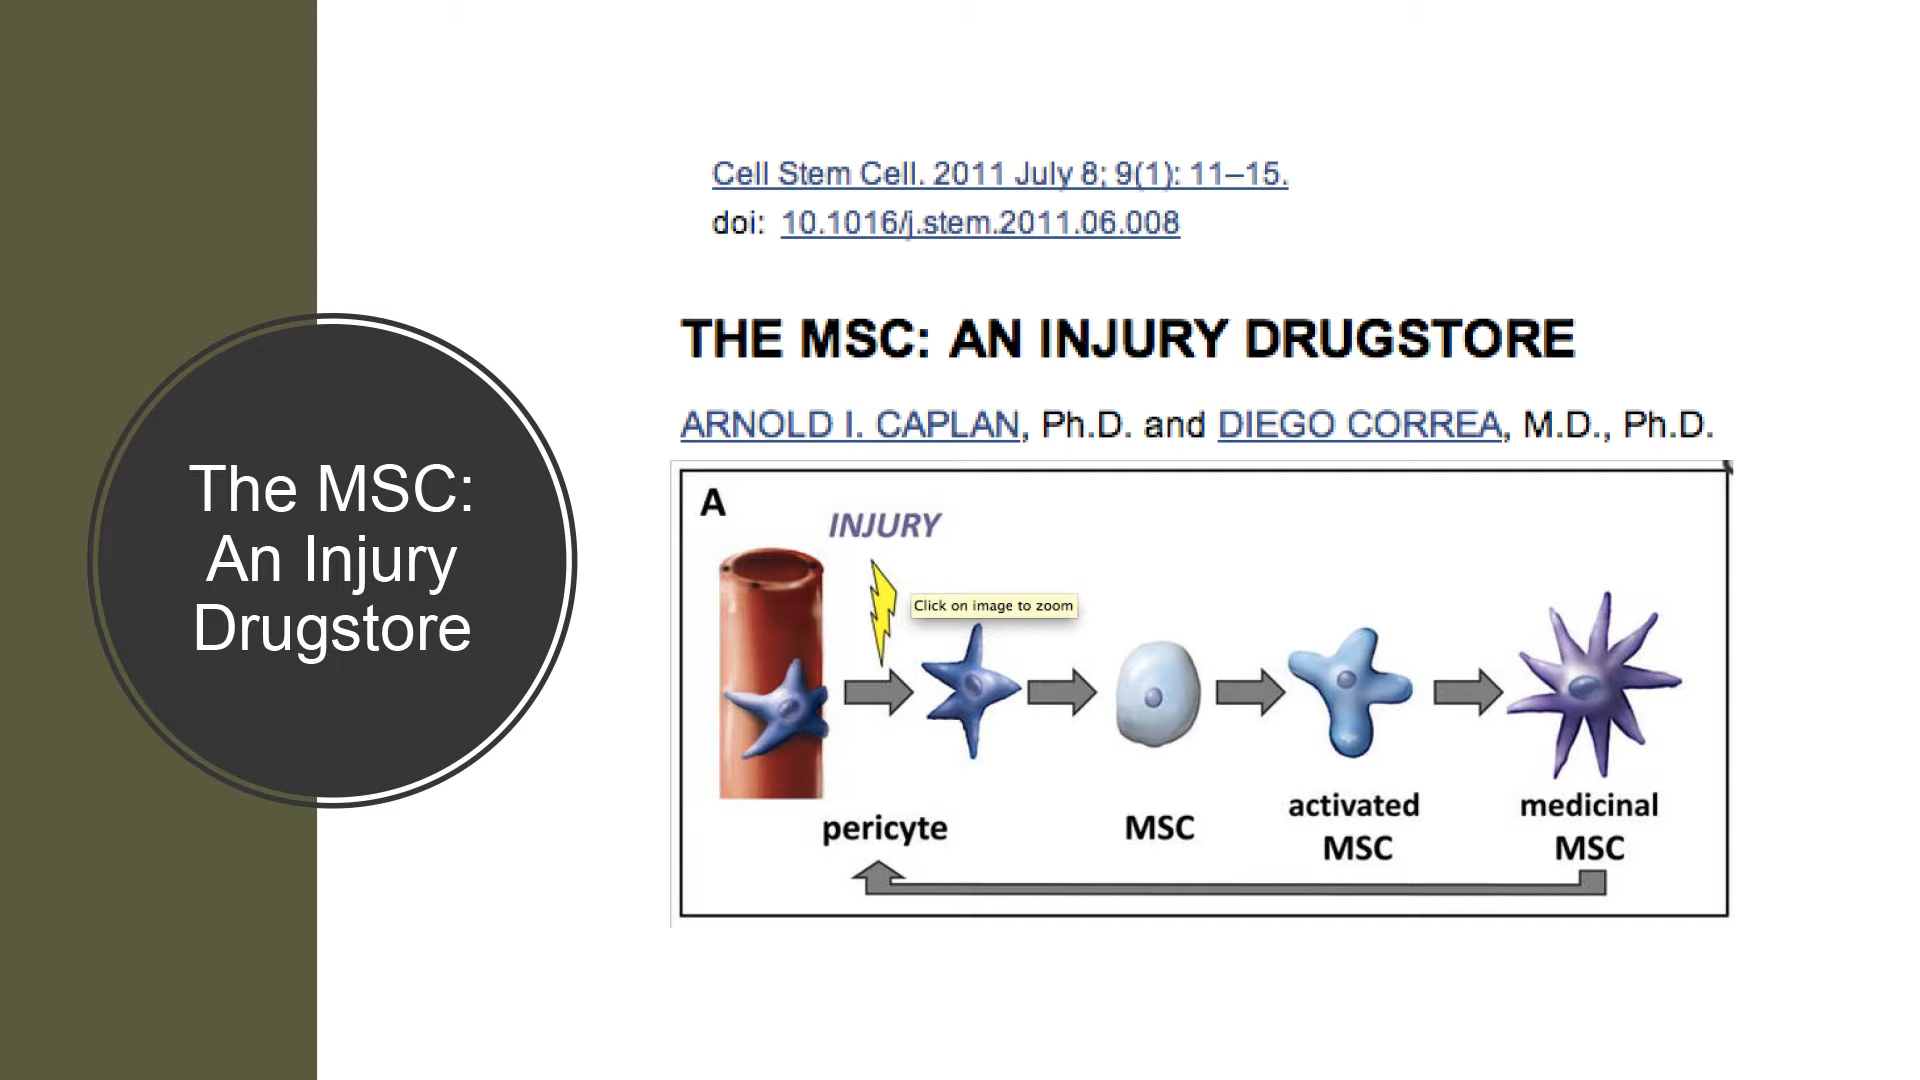 The MSC:
An Injury
Drugstore
Cell Stem Cell. 2011 July 8; 9(1): 11–15.
doi: 10.1016/j.stem.2011.06.008
THE MSC: AN INJURY DRUGSTORE
ARNOLD I. CAPLAN, Ph.D. and DIEGO CORREA, M.D., Ph.D.
A
INJURY
Click on image to zoom
pericyte
MSC
activated
MSC
medicinal
MSC